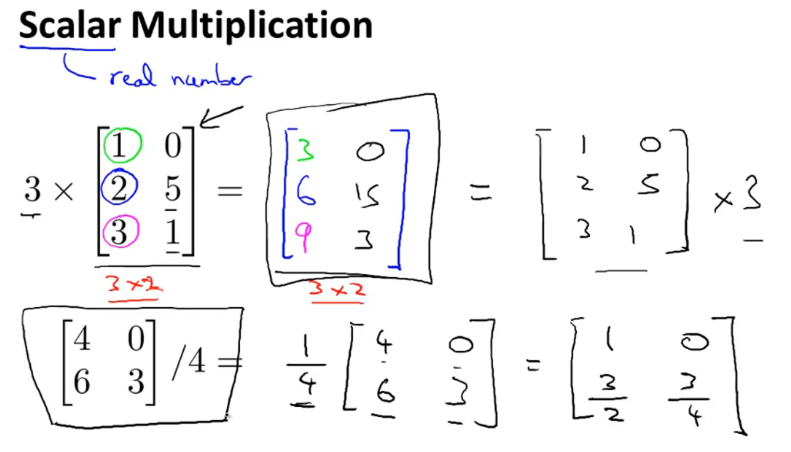 Scalar Multiplication
real number
3 × [1 0; 2 5; 3 1] = [3 0; 6 15; 9 3] = [1 0; 2 5; 3 1] × 3
3×2 3×2
[4 0; 6 3] /4 = 1/4 [4 0; 6 3] = [1 0; 3/2 3/4]